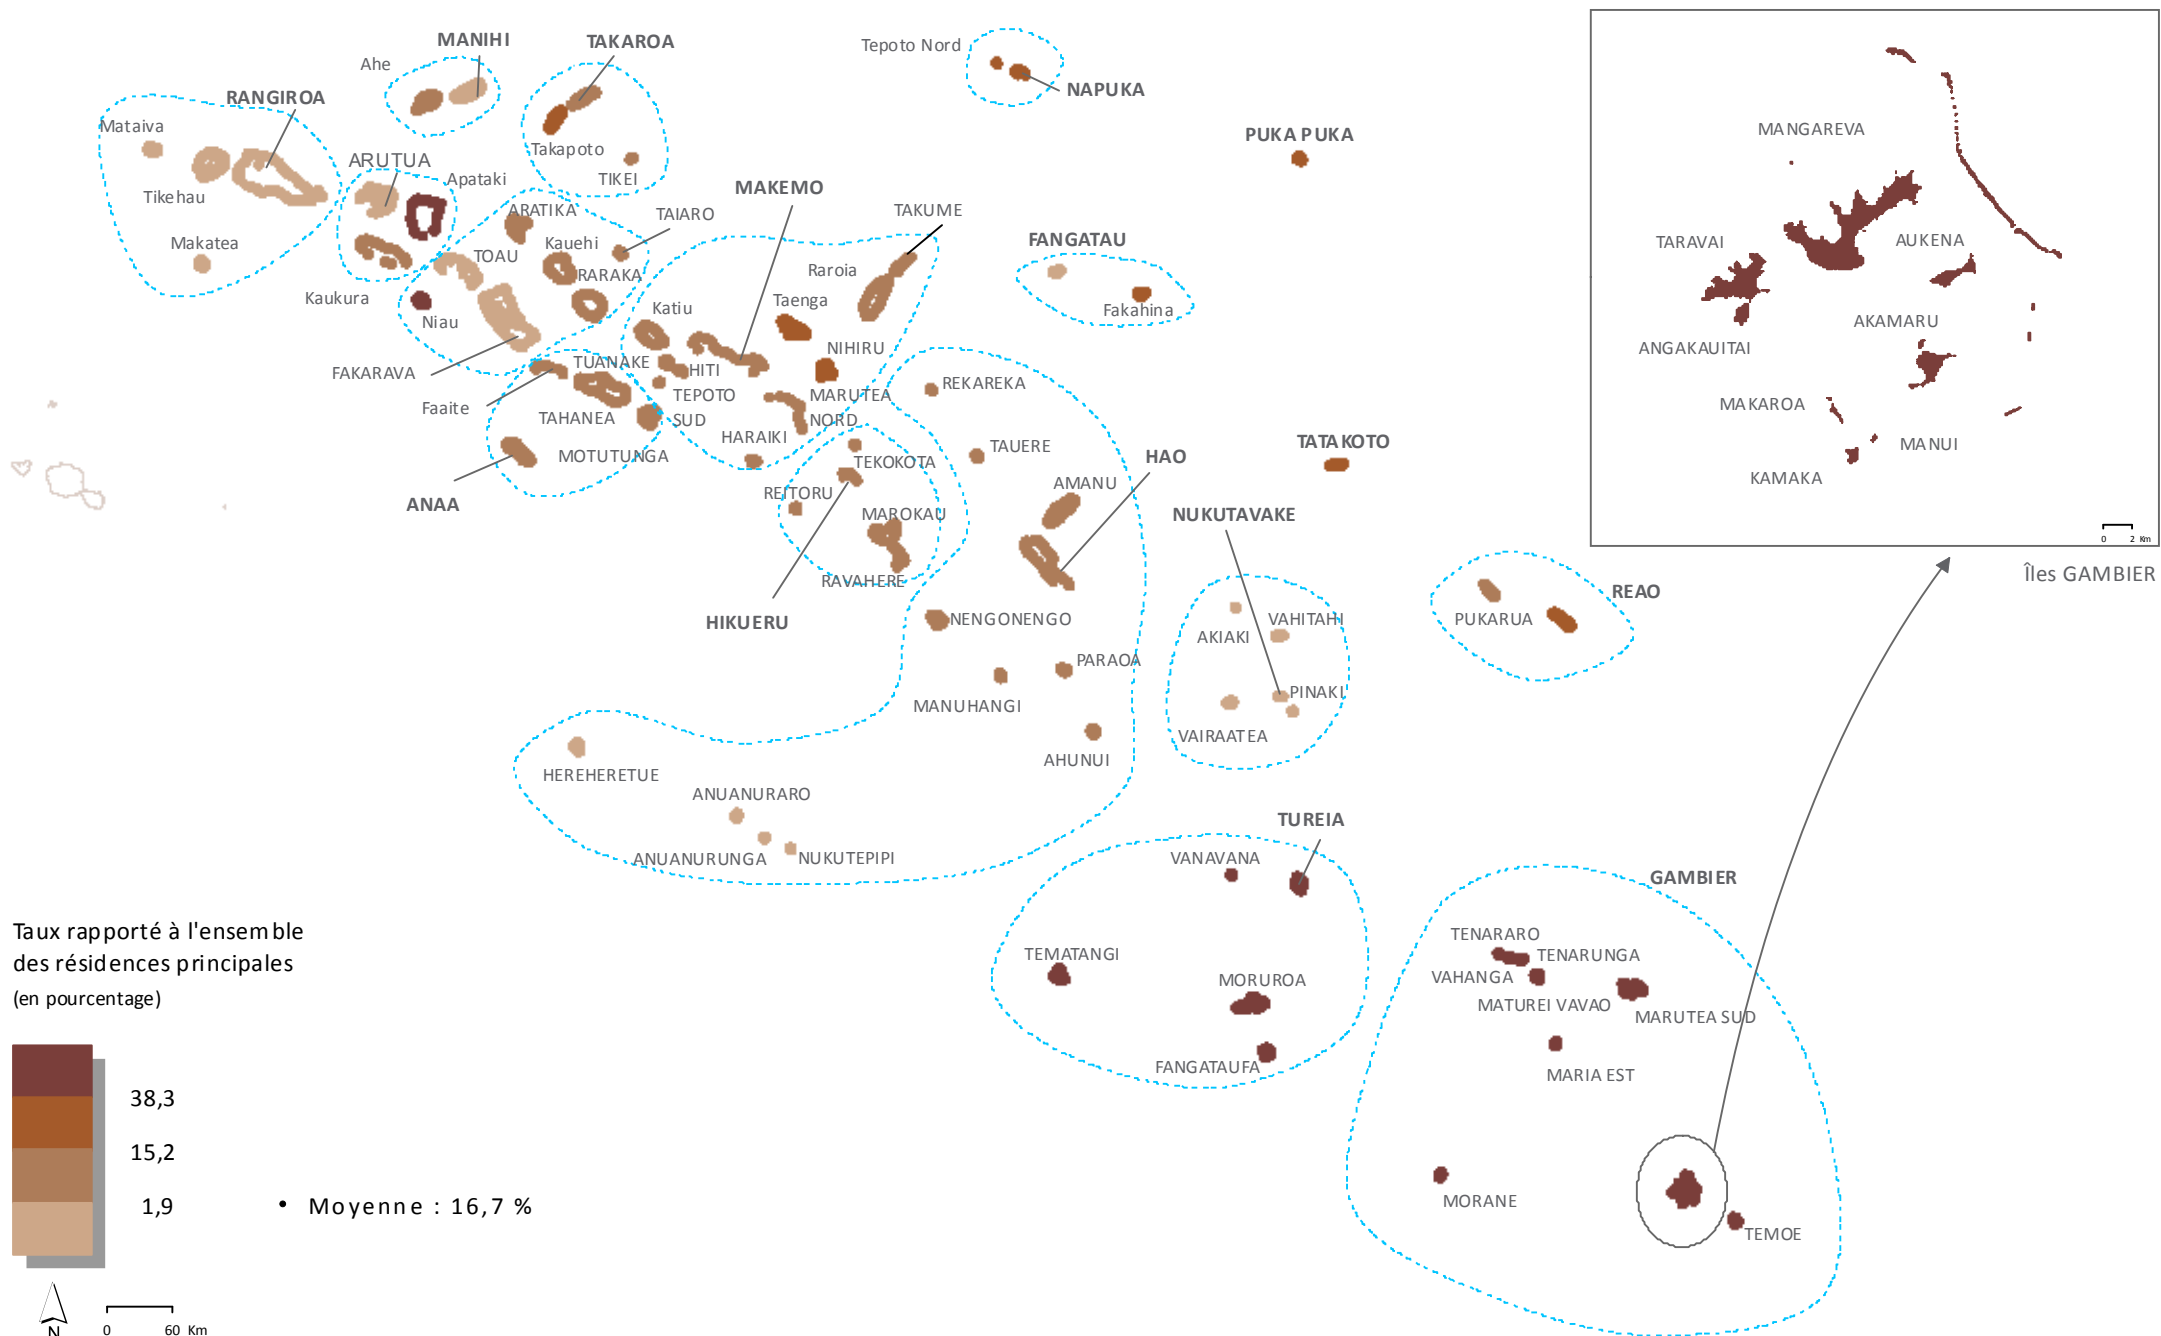 MANIHI
TAKAROA
Tepoto Nord
Ahe
NAPUKA
RANGIROA
PUKA PUKA
Mataiva
Takapoto
ARUTUA
Apataki
TIKEI
MAKEMO
Tikehau
ARATIKA
TAIARO
TAKUME
Kauehi
FANGATAU
Makatea
TOAU
RARAKA
Raroia
Kaukura
Niau
Katiu
Taenga
Fakahina
NIHIRU
FAKARAVA
TUANAKE
HITI
REKAREKA
Faaite
TEPOTO
SUD
MARUTEA
NORD
TAHANEA
HARAIKI
TAUERE
TATAKOTO
MOTUTUNGA
TEKOKOTA
HAO
ANAA
REITORU
AMANU
MAROKAU
NUKUTAVAKE
RAVAHERE
HIKUERU
NENGONENGO
AKIAKI
VAHITAHI
PUKARUA
REAO
PARAOA
MANUHANGI
PINAKI
VAIRAATEA
AHUNUI
HEREHERETUE
ANUANURARO
ANUANURUNGA
NUKUTEPIPI
TUREIA
VANAVANA
GAMBIER
TEMATANGI
MORUROA
FANGATAUFA
TENARARO
TENARUNGA
VAHANGA
MATUREI VAVAO
MARUTEA SUD
MARIA EST
MORANE
TEMOE
MANGAREVA
TARAVAI
AUKENA
AKAMARU
ANGAKAUITAI
MAKAROA
MANUI
KAMAKA
0 2 Km
Îles GAMBIER
Taux rapporté à l'ensemble
des résidences principales
(en pourcentage)
38,3
15,2
1,9
• Moyenne : 16,7 %
N
0 60 Km